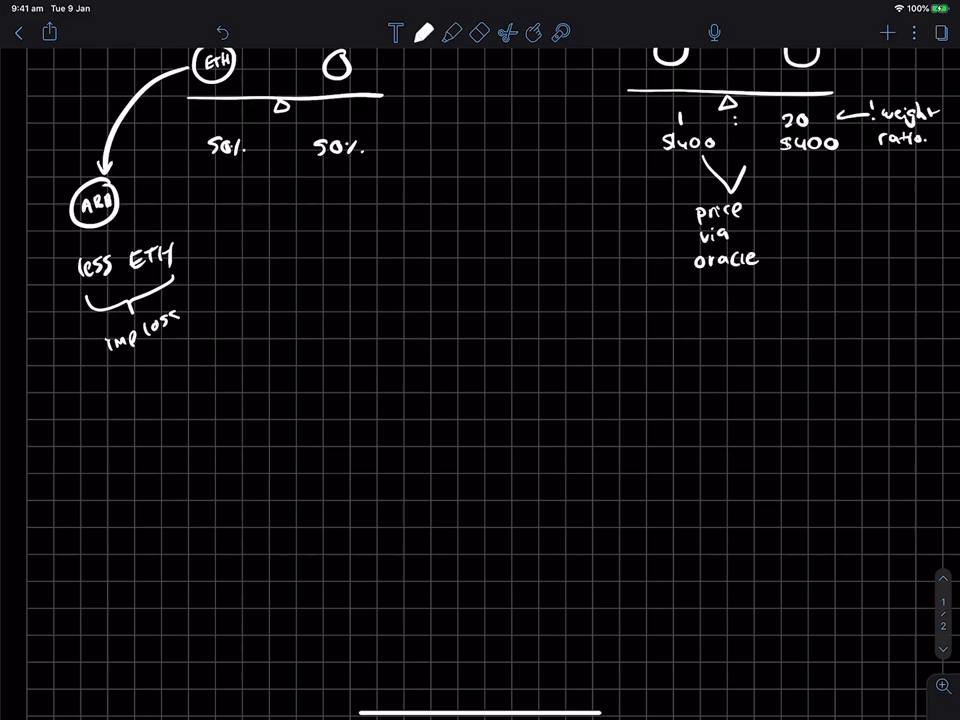 9:41 am Tue 9 Jan
100%
T
ETH
50% 50%
ARB
less ETH
imp loss
1 : 20
! weight
ratio.
$400 $400
price
via
oracle
1
/
2